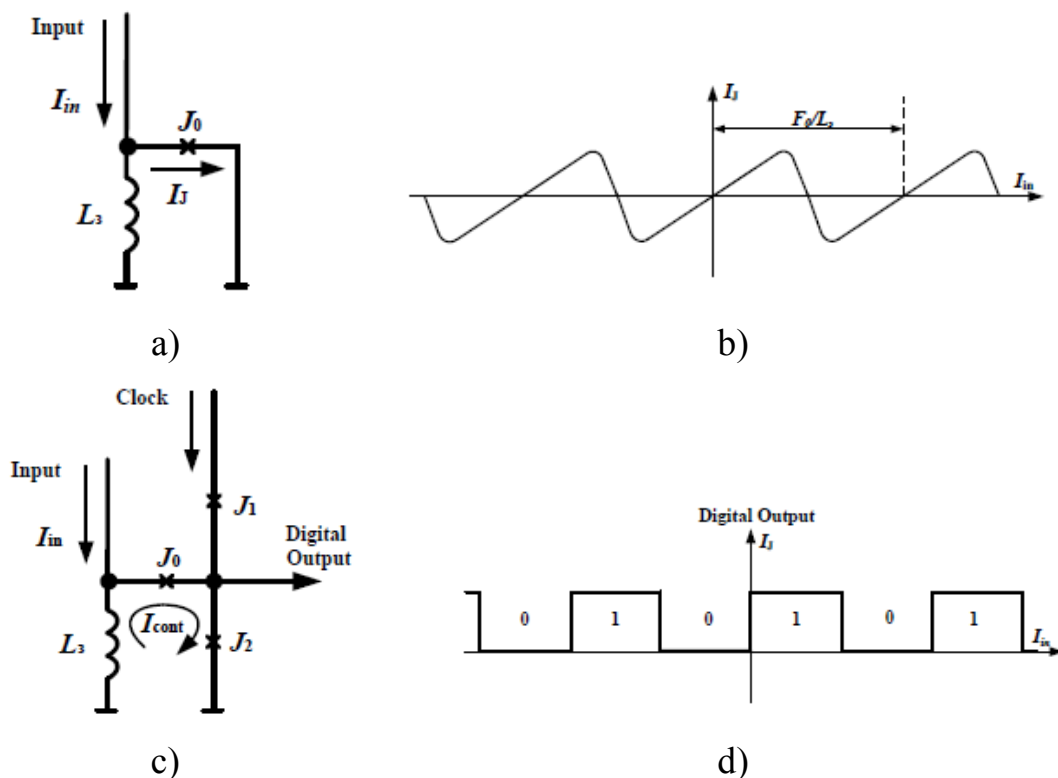 Input
I_in
J_0
I_J
L_3
a)
I_J
F_0/L_3
I_in
b)
Clock
Input
J_1
I_in
J_0
Digital
Output
I_cont
L_3
J_2
c)
Digital Output
I_J
0 1 0 1 0 1
I_in
d)